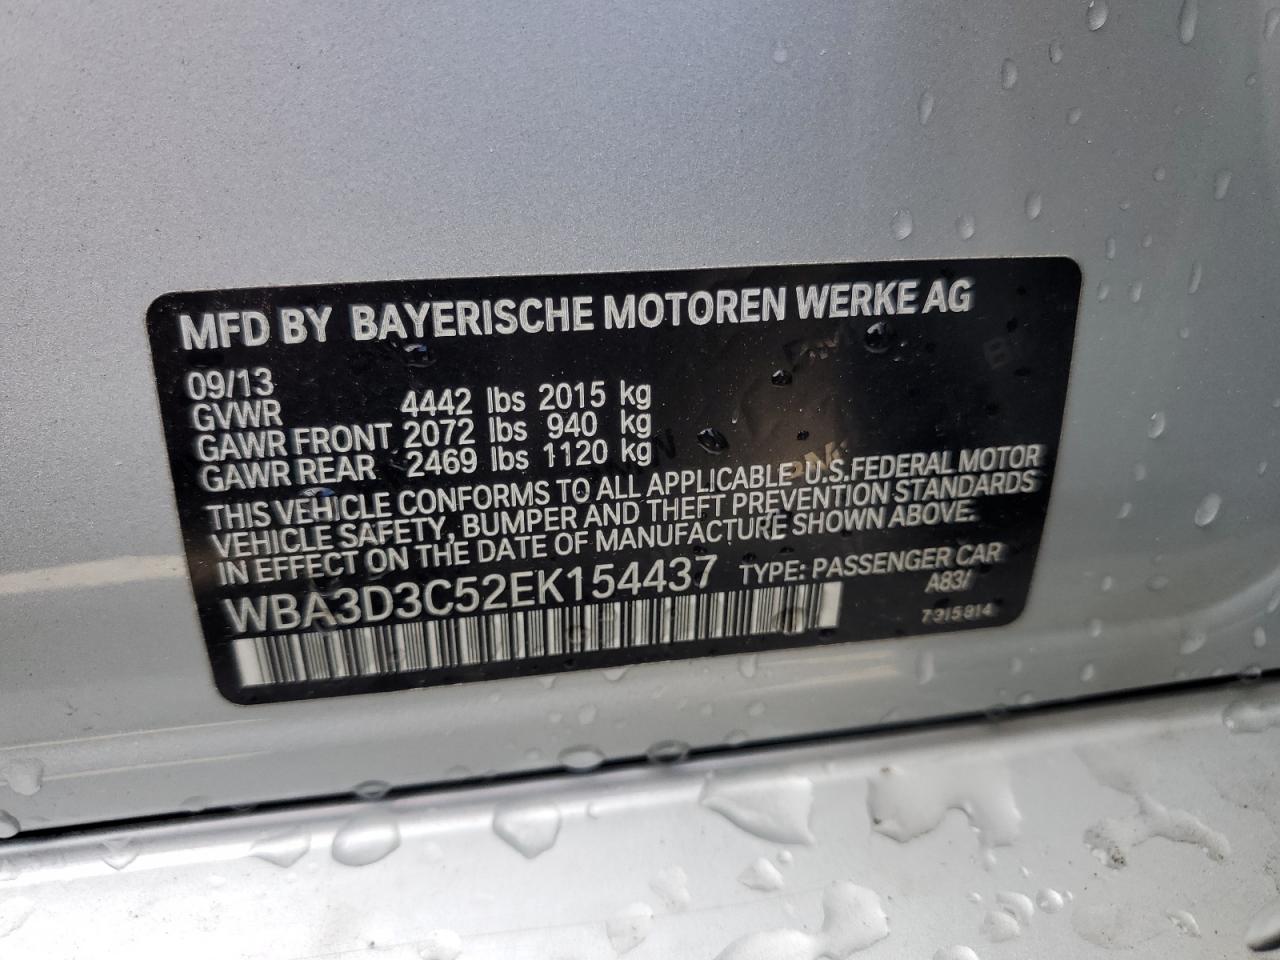 MFD BY BAYERISCHE MOTOREN WERKE AG
09/13
GVWR 4442 lbs 2015 kg
GAWR FRONT 2072 lbs 940 kg
GAWR REAR 2469 lbs 1120 kg
THIS VEHICLE CONFORMS TO ALL APPLICABLE U.S.FEDERAL MOTOR
VEHICLE SAFETY, BUMPER AND THEFT PREVENTION STANDARDS
IN EFFECT ON THE DATE OF MANUFACTURE SHOWN ABOVE.
WBA3D3C52EK154437 TYPE: PASSENGER CAR
A83/
7315814